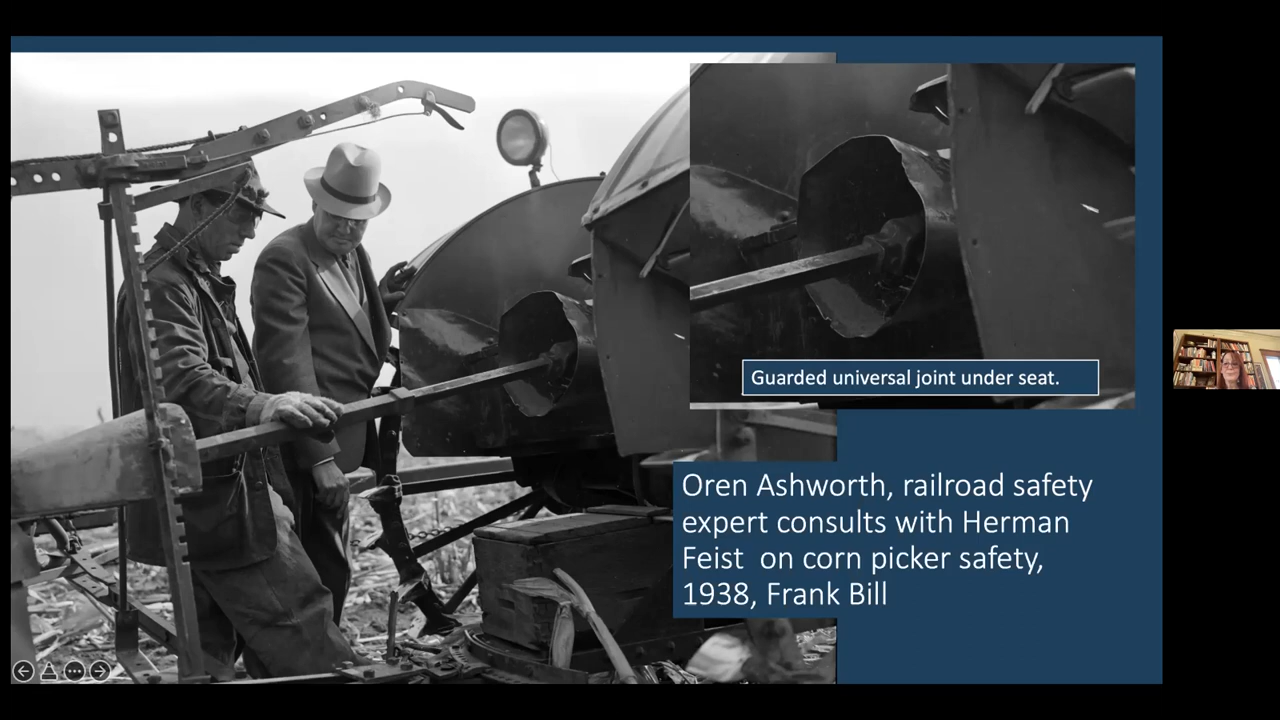 Guarded universal joint under seat.
Oren Ashworth, railroad safety
expert consults with Herman
Feist on corn picker safety,
1938, Frank Bill